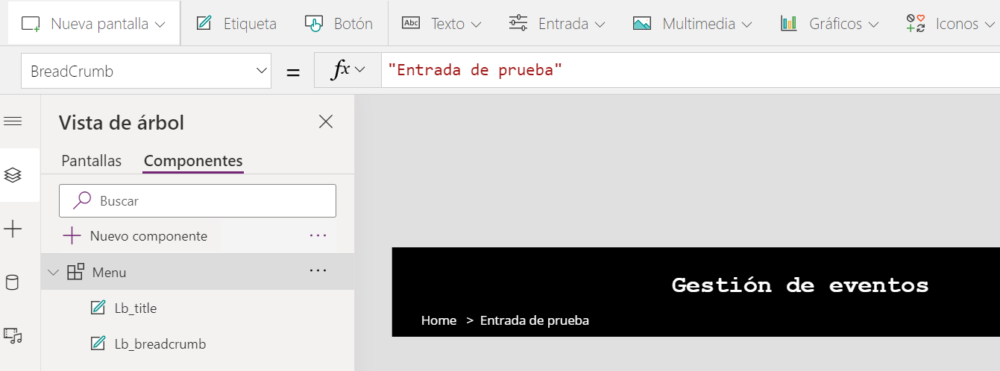 Nueva pantalla Etiqueta Botón Texto Entrada Multimedia Gráficos Iconos
BreadCrumb = fx "Entrada de prueba"
Vista de árbol
Pantallas Componentes
Buscar
Nuevo componente
Menu
Lb_title
Lb_breadcrumb
Gestión de eventos
Home > Entrada de prueba